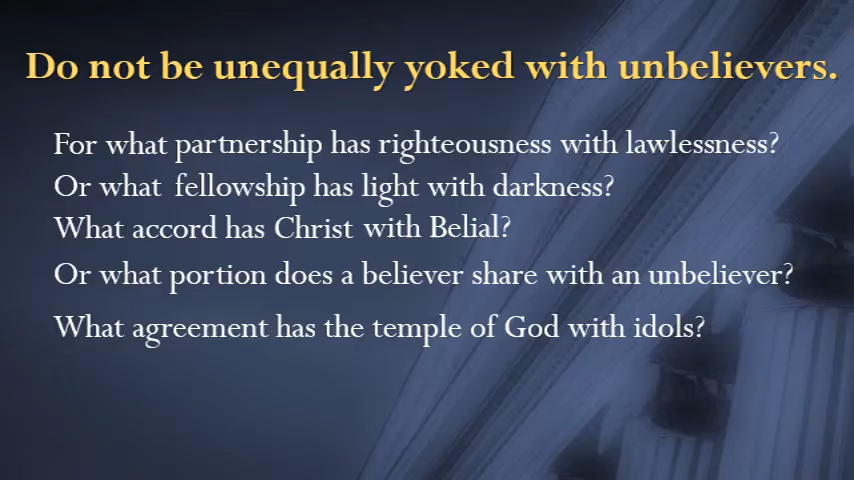 Do not be unequally yoked with unbelievers.
For what partnership has righteousness with lawlessness?
Or what fellowship has light with darkness?
What accord has Christ with Belial?
Or what portion does a believer share with an unbeliever?
What agreement has the temple of God with idols?